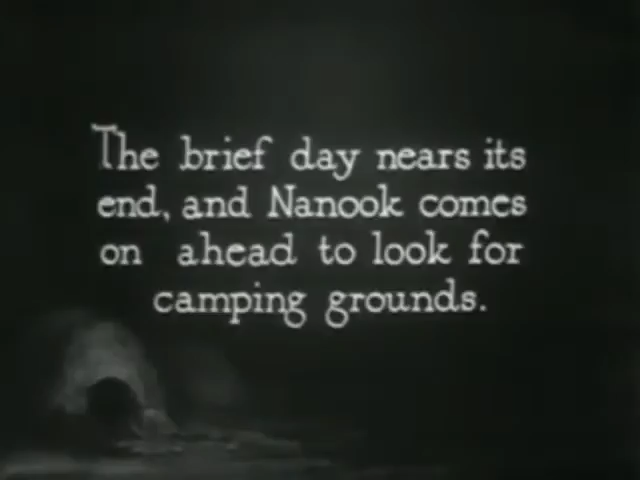 The brief day nears its
end, and Nanook comes
on ahead to look for
camping grounds.